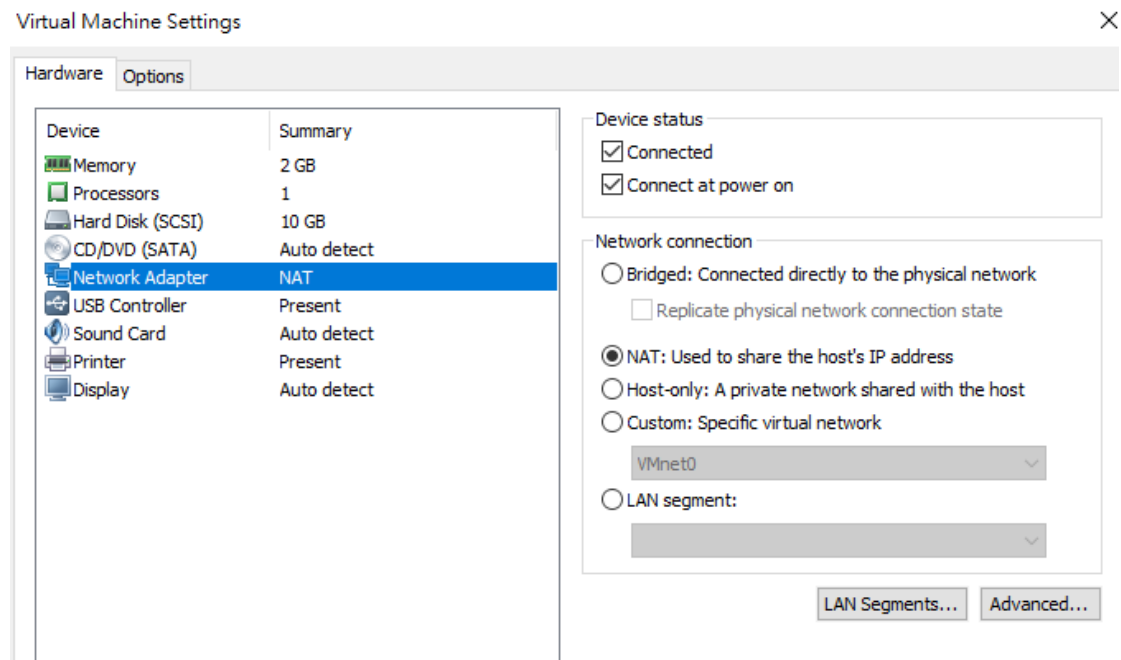 Virtual Machine Settings
Hardware
Options
Device Summary
Memory 2 GB
Processors 1
Hard Disk (SCSI) 10 GB
CD/DVD (SATA) Auto detect
Network Adapter NAT
USB Controller Present
Sound Card Auto detect
Printer Present
Display Auto detect
Device status
Connected
Connect at power on
Network connection
Bridged: Connected directly to the physical network
Replicate physical network connection state
NAT: Used to share the host's IP address
Host-only: A private network shared with the host
Custom: Specific virtual network
VMnet0
LAN segment:
LAN Segments... Advanced...